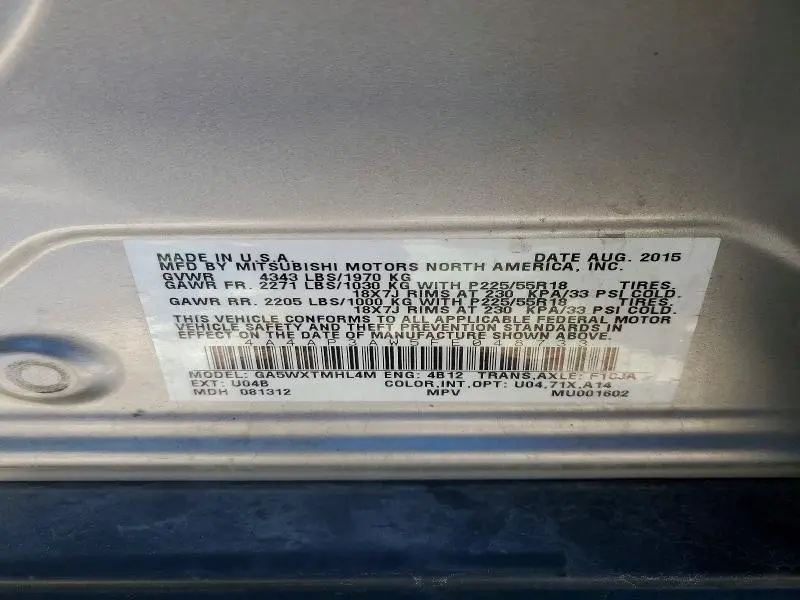 MADE IN U.S.A. DATE AUG. 2015
MFD BY MITSUBISHI MOTORS NORTH AMERICA, INC.
GVWR 4343 LBS/1970 KG
GAWR FR. 2271 LBS/1030 KG WITH P225/55R18 TIRES,
18X7J RIMS AT 230 KPA/33 PSI COLD.
GAWR RR. 2205 LBS/1000 KG WITH P225/55R18 TIRES,
18X7J RIMS AT 230 KPA/33 PSI COLD.
THIS VEHICLE CONFORMS TO ALL APPLICABLE FEDERAL MOTOR
VEHICLE SAFETY AND THEFT PREVENTION STANDARDS IN
EFFECT ON THE DATE OF MANUFACTURE SHOWN ABOVE.
MODEL: GA5WXTMHL4M ENG: 4B12 TRANS,AXLE: F1CJA
EXT: U04B COLOR,INT,OPT: U04,71X,A14
MDH 081312 MPV MU001602